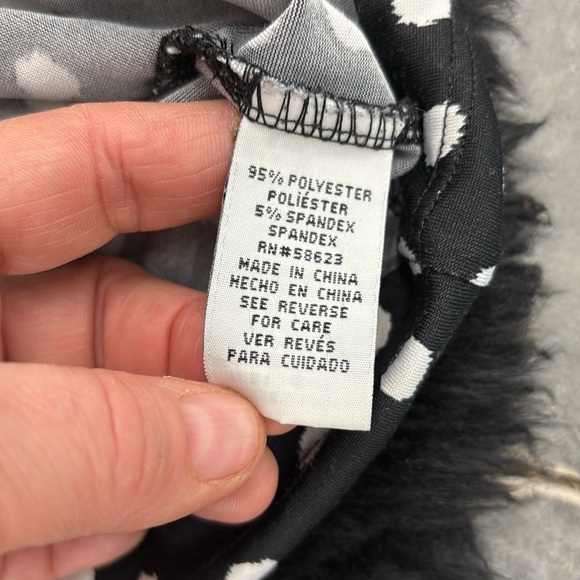 95% POLYESTER
POLIÉSTER
5% SPANDEX
SPANDEX
RN#58623
MADE IN CHINA
HECHO EN CHINA
SEE REVERSE
FOR CARE
VER REVÉS
PARA CUIDADO